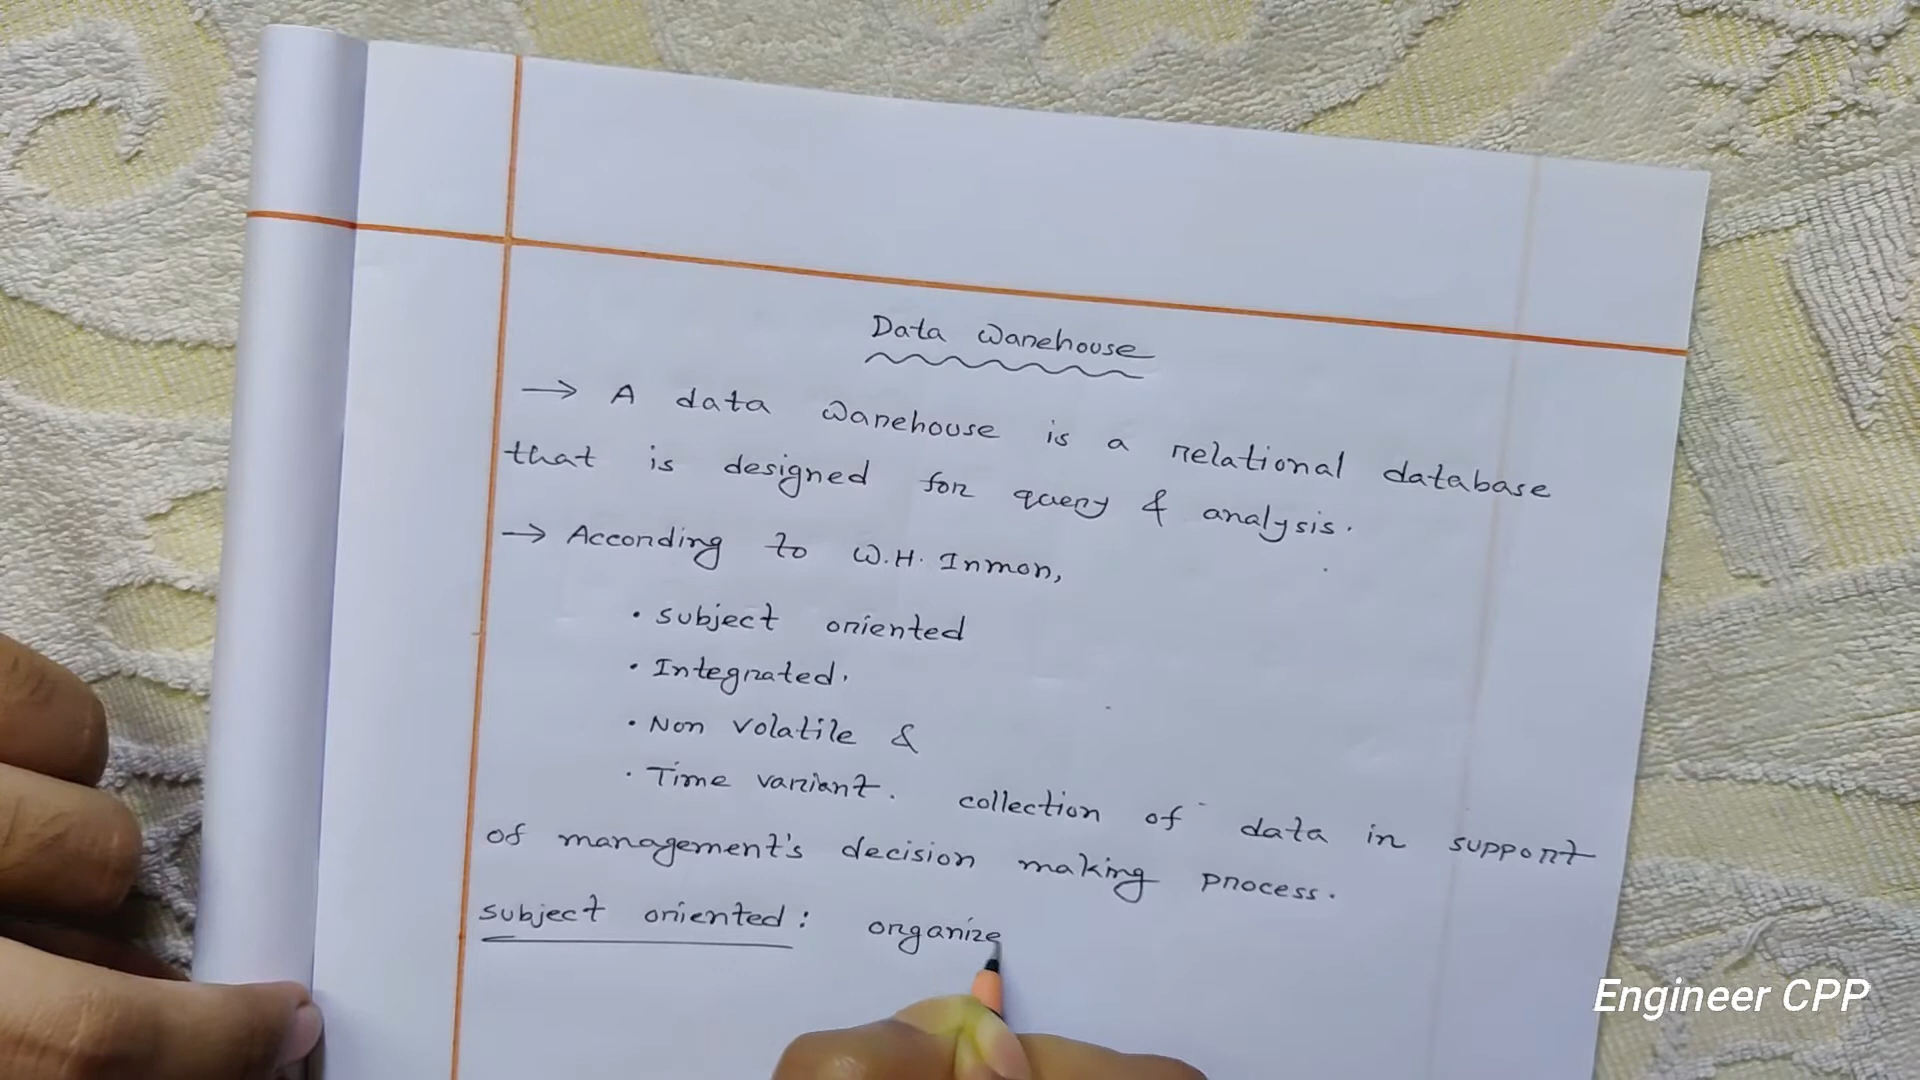 Data Warehouse
→ A data warehouse is a relational database
that is designed for query & analysis.
→ According to W.H. Inmon,
• subject oriented
• Integrated.
• Non volatile &
• Time variant. collection of data in support
of management's decision making process.
subject oriented: organize
Engineer CPP